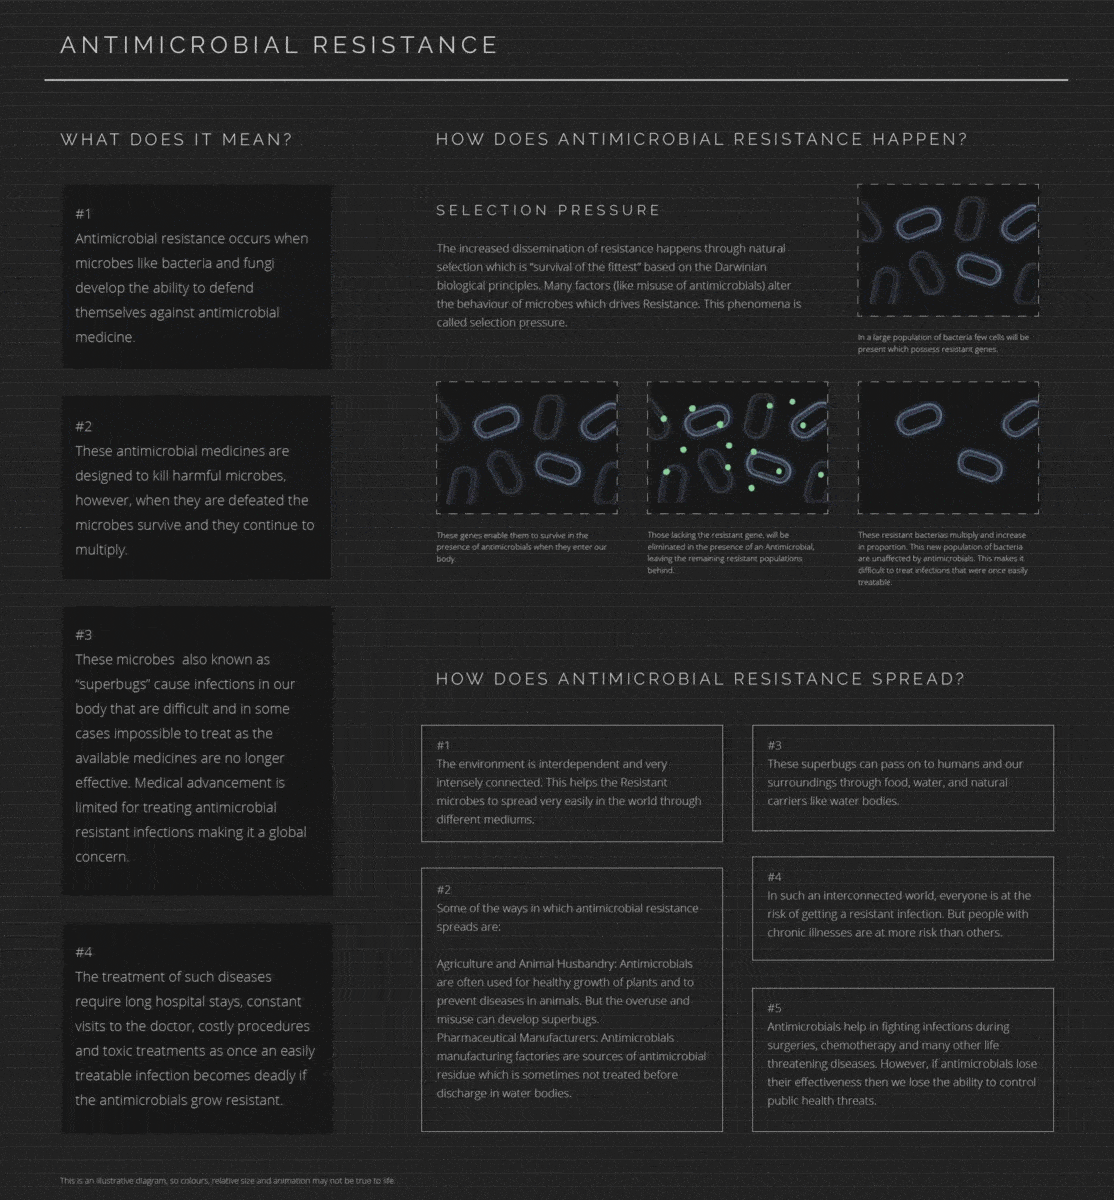 ANTIMICROBIAL RESISTANCE
WHAT DOES IT MEAN?
#1
Antimicrobial resistance occurs when
microbes like bacteria and fungi
develop the ability to defend
themselves against antimicrobial
medicine.
#2
These antimicrobial medicines are
designed to kill harmful microbes,
however, when they are defeated the
microbes survive and they continue to
multiply.
#3
These microbes  also known as
“superbugs” cause infections in our
body that are difficult and in some
cases impossible to treat as the
available medicines are no longer
effective. Medical advancement is
limited for treating antimicrobial
resistant infections making it a global
concern.
#4
The treatment of such diseases
require long hospital stays, constant
visits to the doctor, costly procedures
and toxic treatments as once an easily
treatable infection becomes deadly if
the antimicrobials grow resistant.
HOW DOES ANTIMICROBIAL RESISTANCE HAPPEN?
SELECTION PRESSURE
The increased dissemination of resistance happens through natural
selection which is “survival of the fittest” based on the Darwinian
biological principles. Many factors (like misuse of antimicrobials) alter
the behaviour of microbes which drives Resistance. This phenomena is
called selection pressure.
In a large population of bacteria few cells will be
present which possess resistant genes.
These genes enable them to survive in the
presence of antimicrobials when they enter our
body.
Those lacking the resistant gene, will be
eliminated in the presence of an Antimicrobial,
leaving the remaining resistant populations
behind.
These resistant bacterias multiply and increase
in proportion. This new population of bacteria
are unaffected by antimicrobials. This makes it
difficult to treat infections that were once easily
treatable.
HOW DOES ANTIMICROBIAL RESISTANCE SPREAD?
#1
The environment is interdependent and very
intensely connected. This helps the Resistant
microbes to spread very easily in the world through
different mediums.
#2
Some of the ways in which antimicrobial resistance
spreads are:
Agriculture and Animal Husbandry: Antimicrobials
are often used for healthy growth of plants and to
prevent diseases in animals. But the overuse and
misuse can develop superbugs.
Pharmaceutical Manufacturers: Antimicrobials
manufacturing factories are sources of antimicrobial
residue which is sometimes not treated before
discharge in water bodies.
#3
These superbugs can pass on to humans and our
surroundings through food, water, and natural
carriers like water bodies.
#4
In such an interconnected world, everyone is at the
risk of getting a resistant infection. But people with
chronic illnesses are at more risk than others.
#5
Antimicrobials help in fighting infections during
surgeries, chemotherapy and many other life
threatening diseases. However, if antimicrobials lose
their effectiveness then we lose the ability to control
public health threats.
This is an illustrative diagram, so colours, relative size and animation may not be true to life.